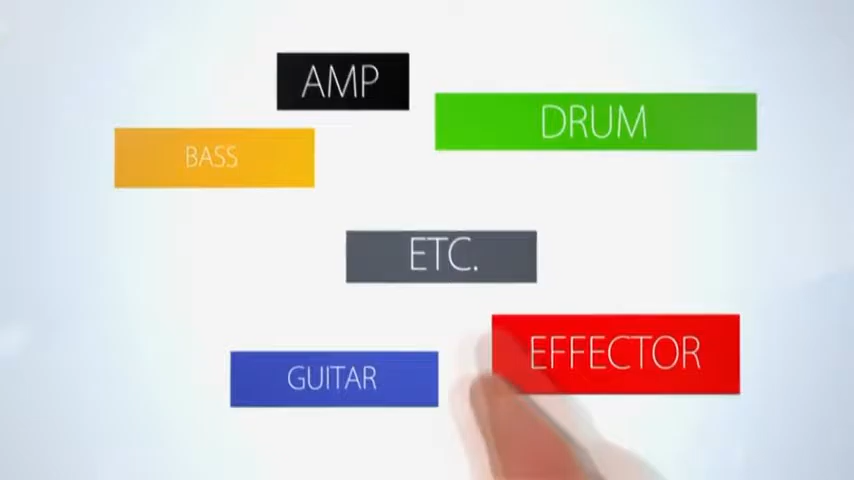 AMP
DRUM
BASS
ETC.
EFFECTOR
GUITAR